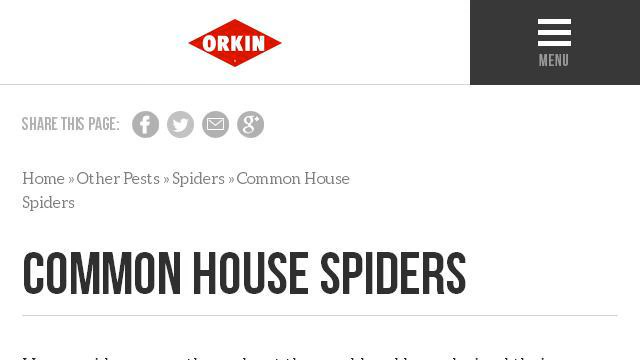 ORKIN
MENU
SHARE THIS PAGE:
Home » Other Pests » Spiders » Common House
Spiders
COMMON HOUSE SPIDERS